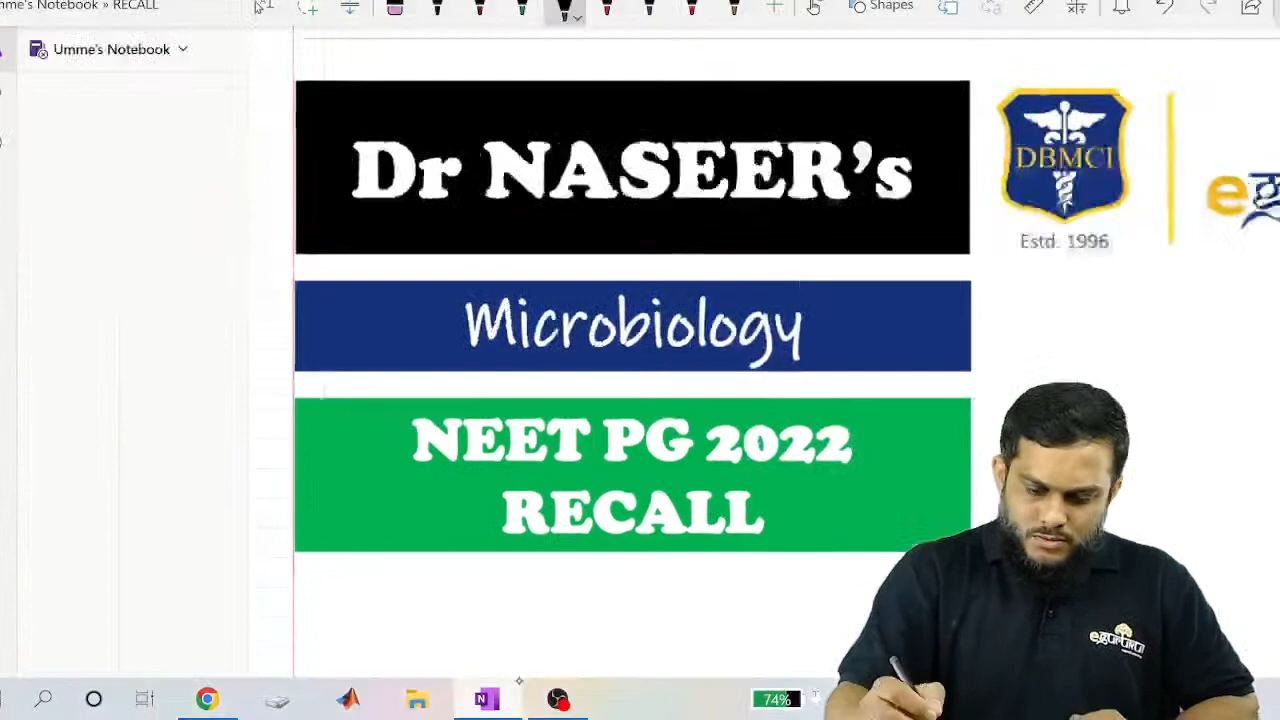 mme's Notebook » RECALL
Shapes
Umme's Notebook
Dr NASEER's
DBMCI
Estd. 1996
Microbiology
NEET PG 2022
RECALL
74%